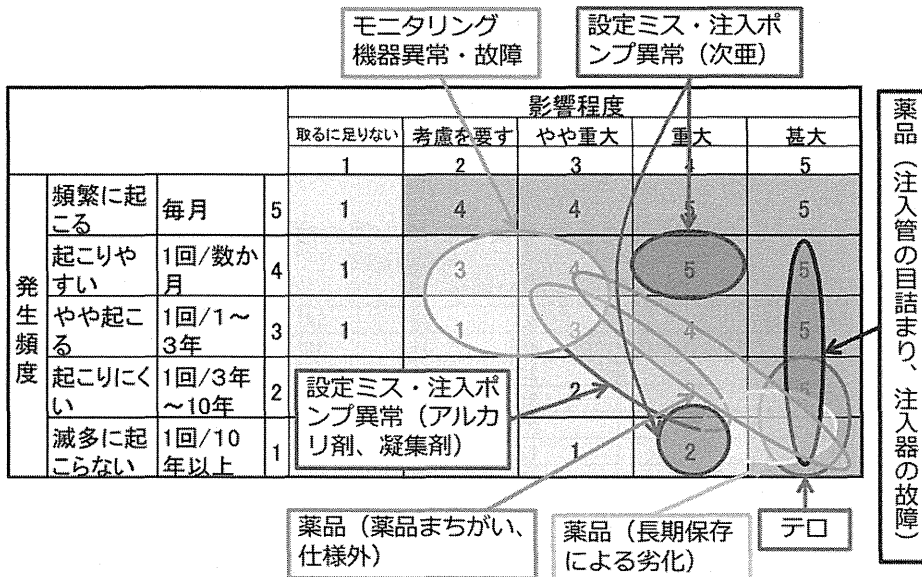 モニタリング
機器異常・故障
設定ミス・注入ポ
ンプ異常（次亜）
影響程度
取るに足りない 考慮を要す やや重大 重大 甚大
1 2 3 4 5
発生頻度
頻繁に起
こる
毎月
5 1 4 4 5 5
起こりや
すい
1回/数か
月
4 1 3 4 5 5
やや起こ
る
1回/1～
3年
3 1 1 3 4 5
起こりにく
い
1回/3年
～10年
2 2 5
滅多に起
こらない
1回/10
年以上
1 1 2
設定ミス・注入ポ
ンプ異常（アルカ
リ剤、凝集剤）
薬品（注入管の目詰まり、注入器の故障）
薬品（薬品まちがい、
仕様外）
薬品（長期保存
による劣化）
テロ